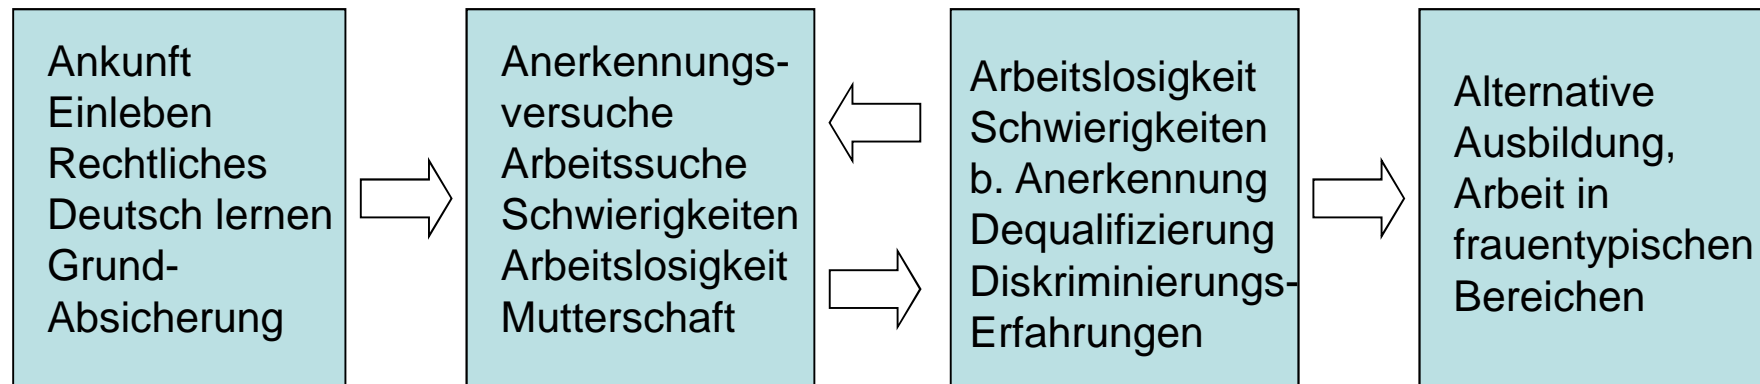 Ankunft
Einleben
Rechtliches
Deutsch lernen
Grund-
Absicherung
Anerkennungs-
versuche
Arbeitssuche
Schwierigkeiten
Arbeitslosigkeit
Mutterschaft
Arbeitslosigkeit
Schwierigkeiten
b. Anerkennung
Dequalifizierung
Diskriminierungs-
Erfahrungen
Alternative
Ausbildung,
Arbeit in
frauentypischen
Bereichen